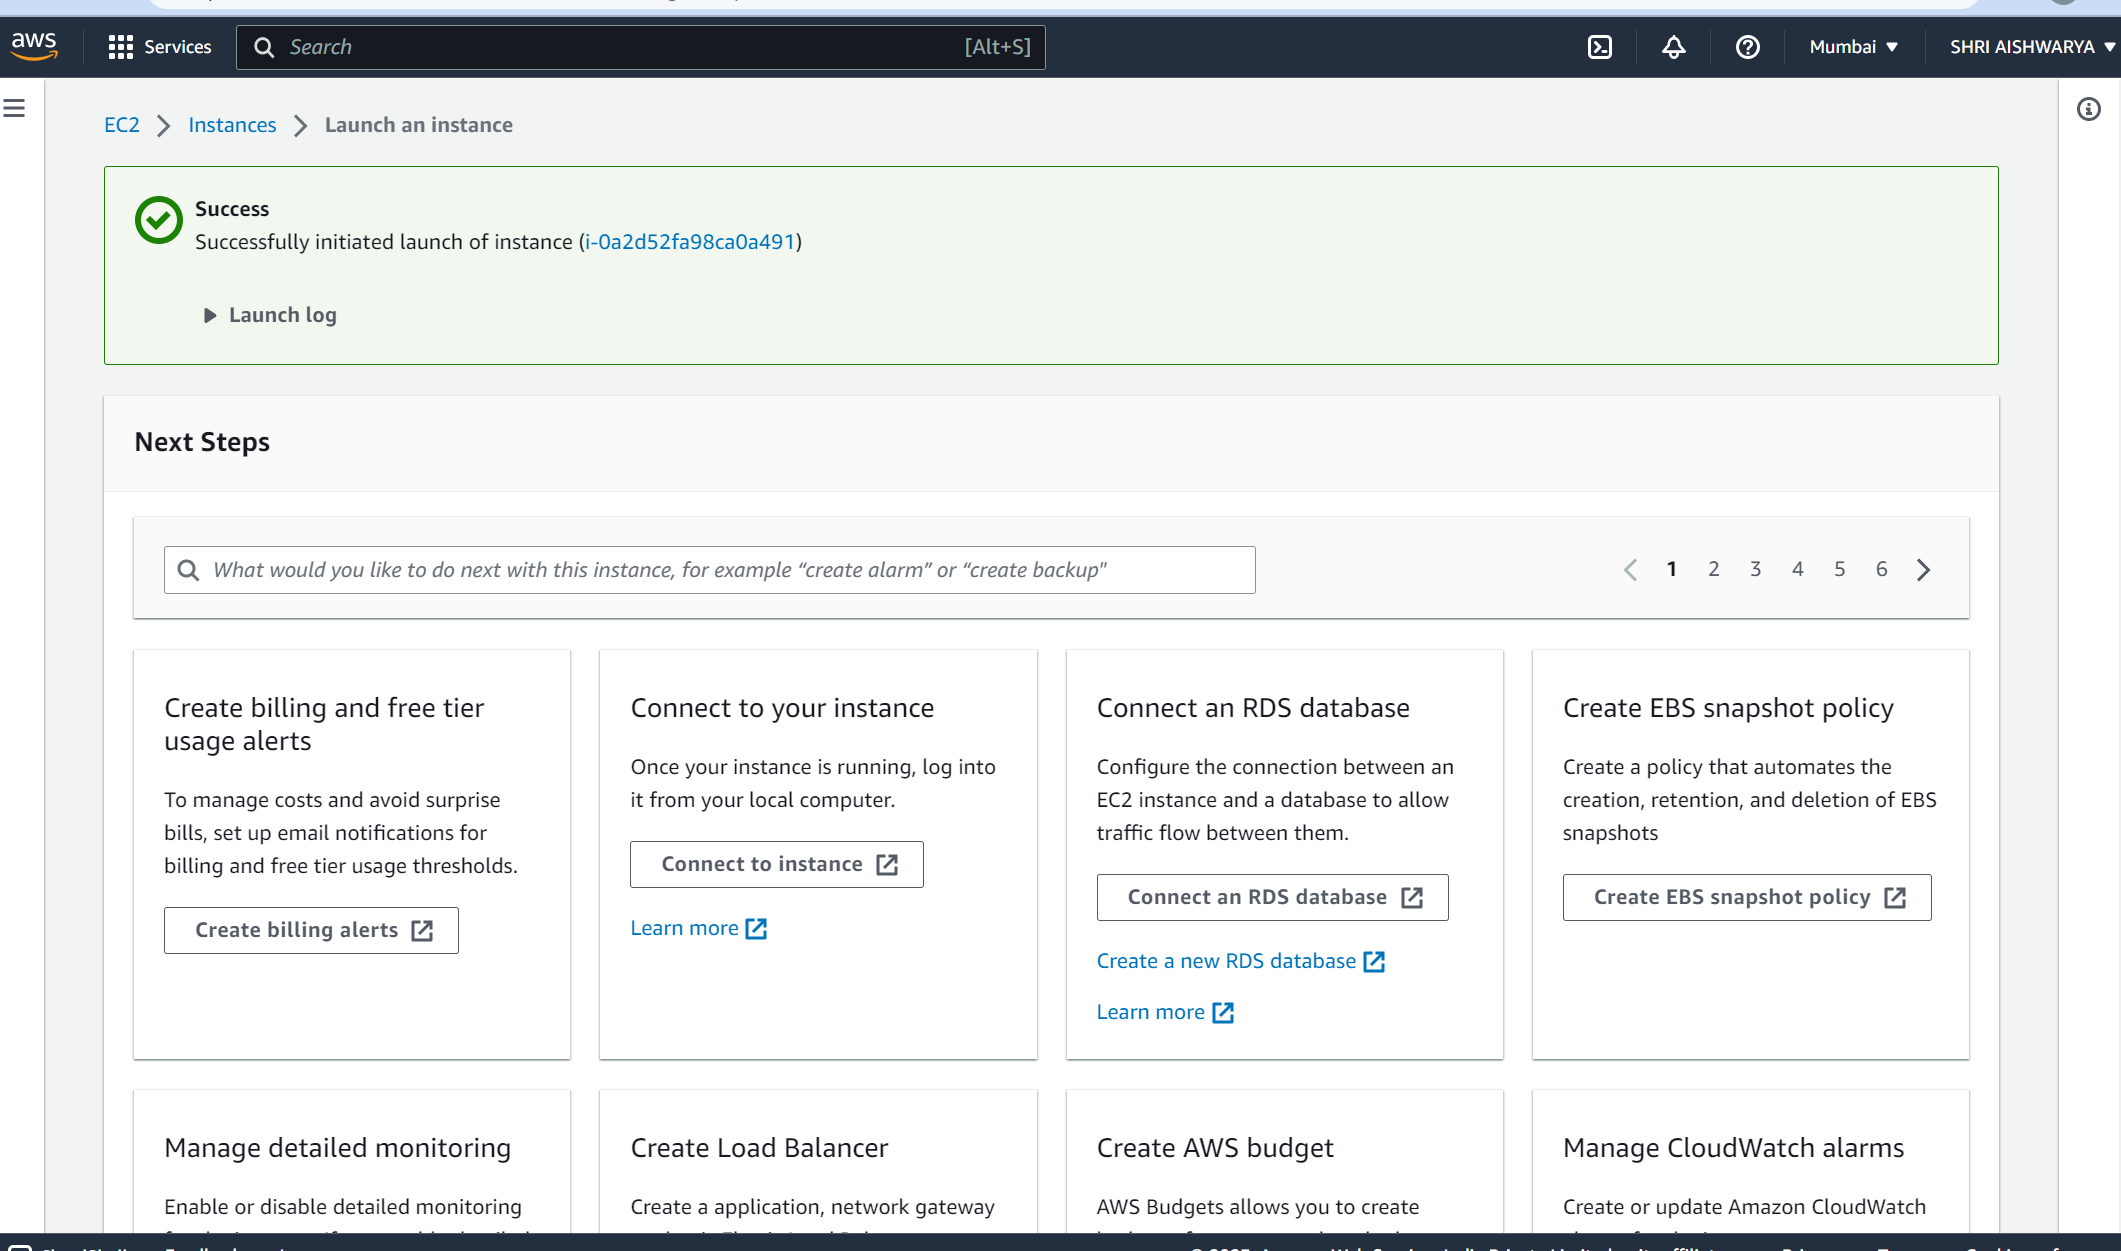 aws
Services
Search
[Alt+S]
Mumbai
SHRI AISHWARYA
EC2
Instances
Launch an instance
Success
Successfully initiated launch of instance (i-0a2d52fa98ca0a491)
Launch log
Next Steps
What would you like to do next with this instance, for example “create alarm” or “create backup"
1 2 3 4 5 6
Create billing and free tier
usage alerts
To manage costs and avoid surprise
bills, set up email notifications for
billing and free tier usage thresholds.
Create billing alerts
Connect to your instance
Once your instance is running, log into
it from your local computer.
Connect to instance
Learn more
Connect an RDS database
Configure the connection between an
EC2 instance and a database to allow
traffic flow between them.
Connect an RDS database
Create a new RDS database
Learn more
Create EBS snapshot policy
Create a policy that automates the
creation, retention, and deletion of EBS
snapshots
Create EBS snapshot policy
Manage detailed monitoring
Enable or disable detailed monitoring
Create Load Balancer
Create a application, network gateway
Create AWS budget
AWS Budgets allows you to create
Manage CloudWatch alarms
Create or update Amazon CloudWatch